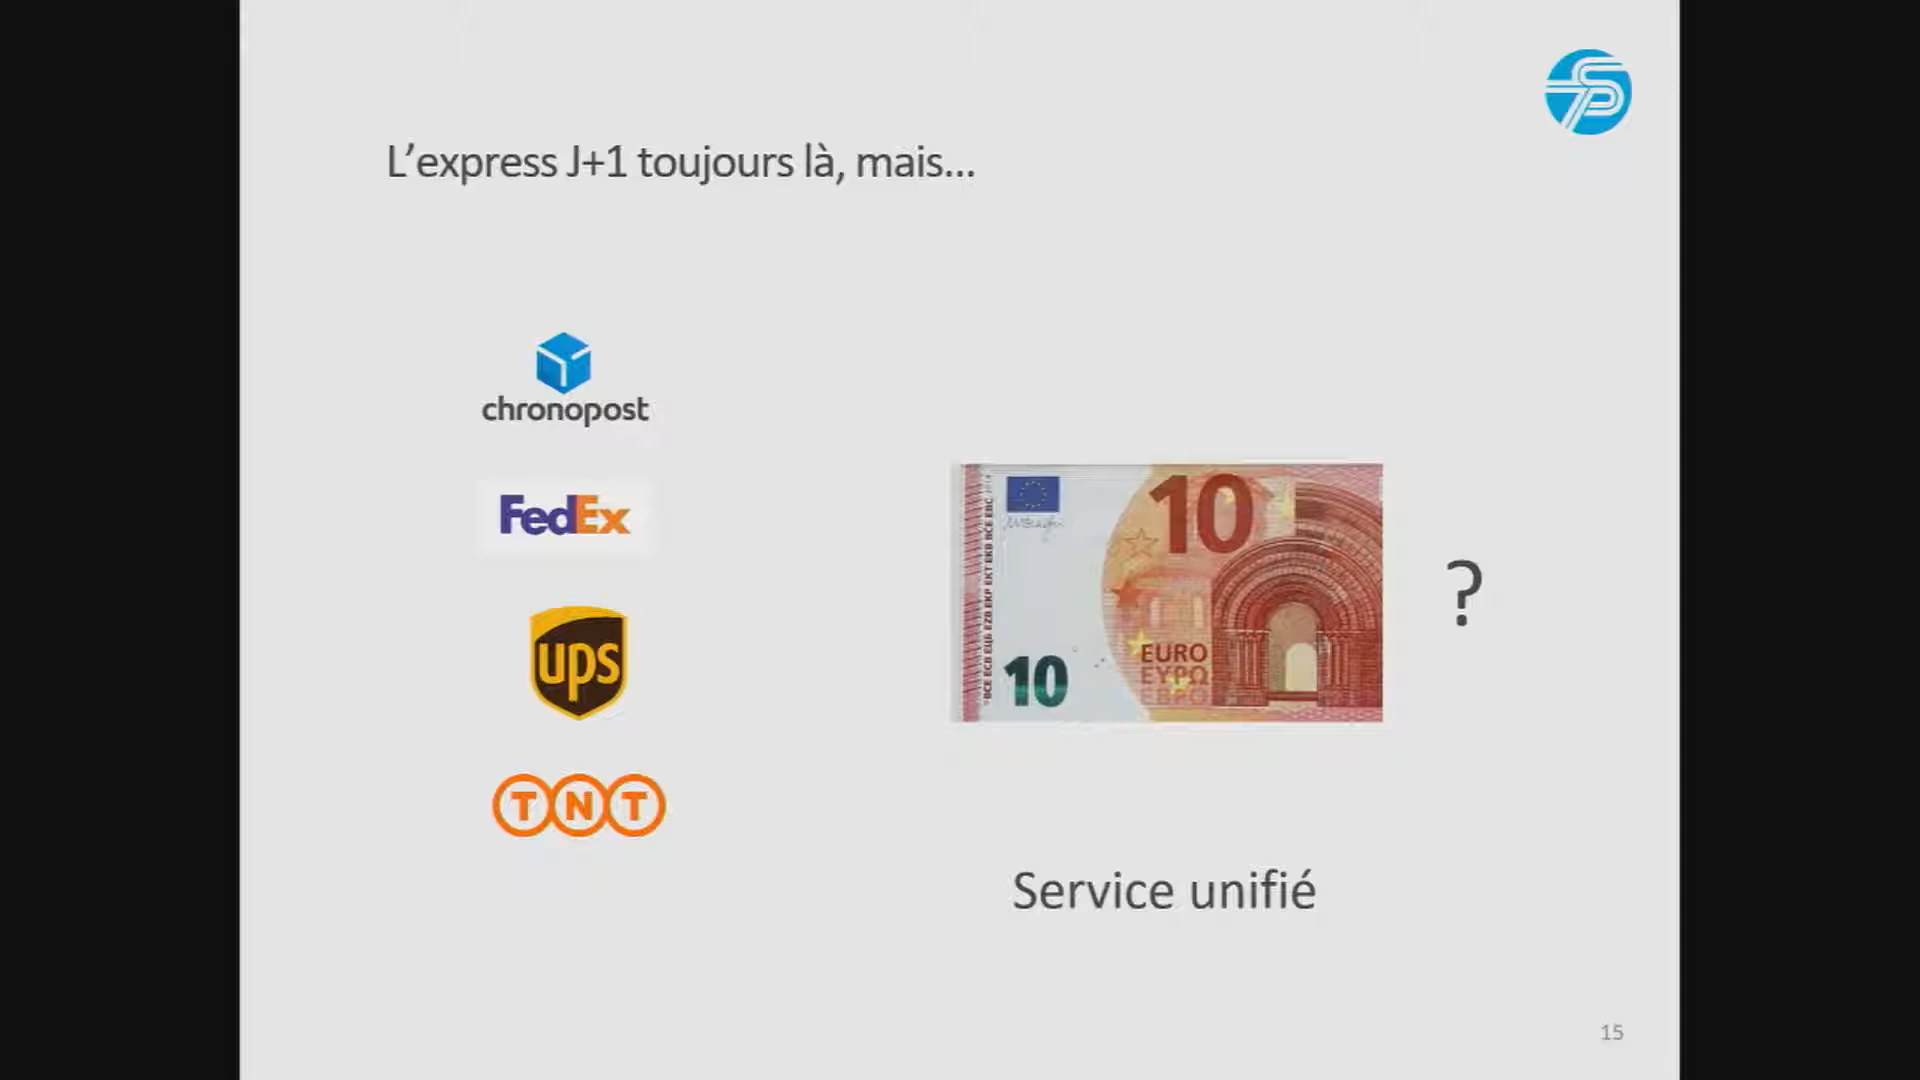 L'express J+1 toujours là, mais...
chronopost
FedEx
ups
TNT
10
10
EURO
ΕΥΡΩ
?
Service unifié
15